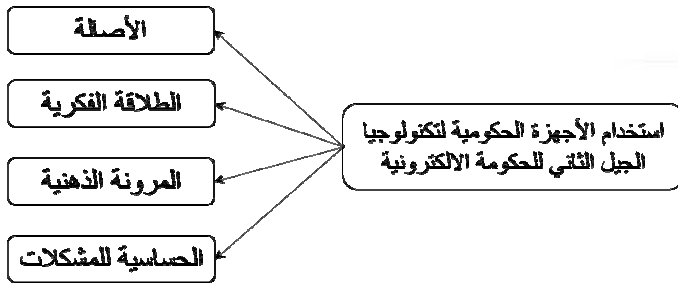 استخدام الأجهزة الحكومية لتكنولوجيا
الجيل الثاني للحكومة الالكترونية
الأصالة
الطلاقة الفكرية
المرونة الذهنية
الحساسية للمشكلات